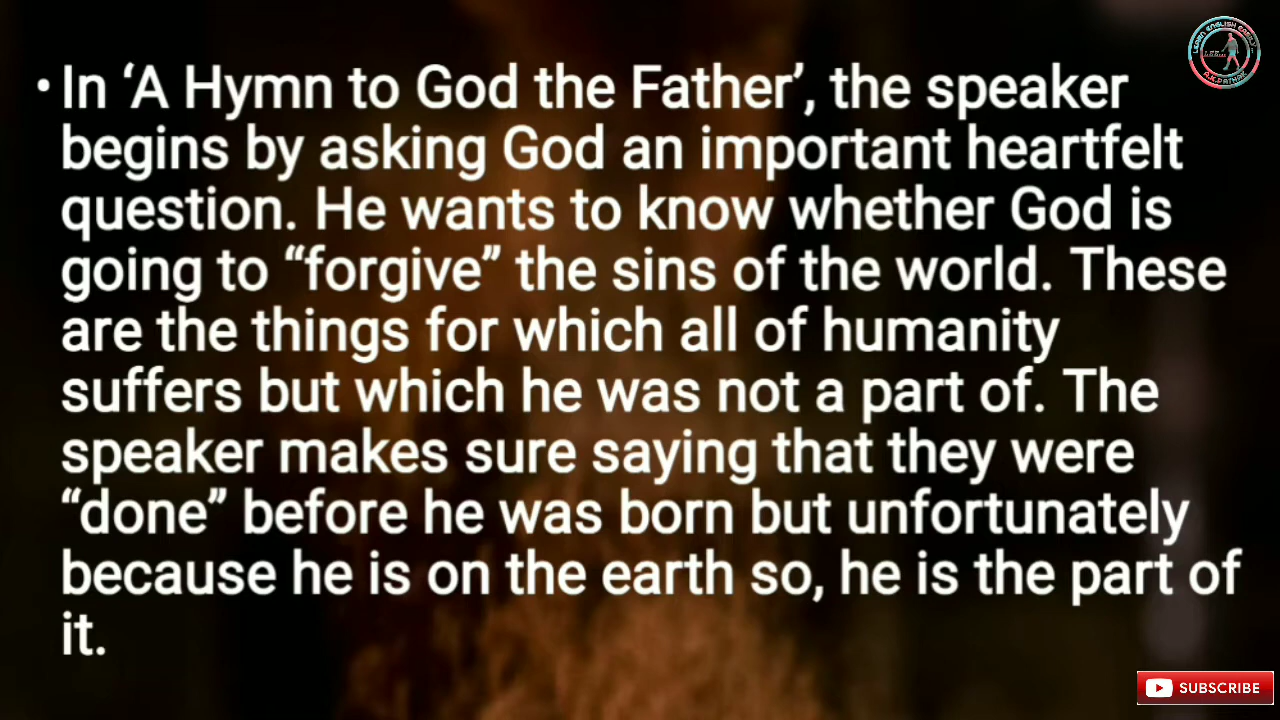 • In ‘A Hymn to God the Father’, the speaker
begins by asking God an important heartfelt
question. He wants to know whether God is
going to “forgive” the sins of the world. These
are the things for which all of humanity
suffers but which he was not a part of. The
speaker makes sure saying that they were
“done” before he was born but unfortunately
because he is on the earth so, he is the part of
it.
LEARN ENGLISH EASILY...
A.K.PATHAK
SUBSCRIBE